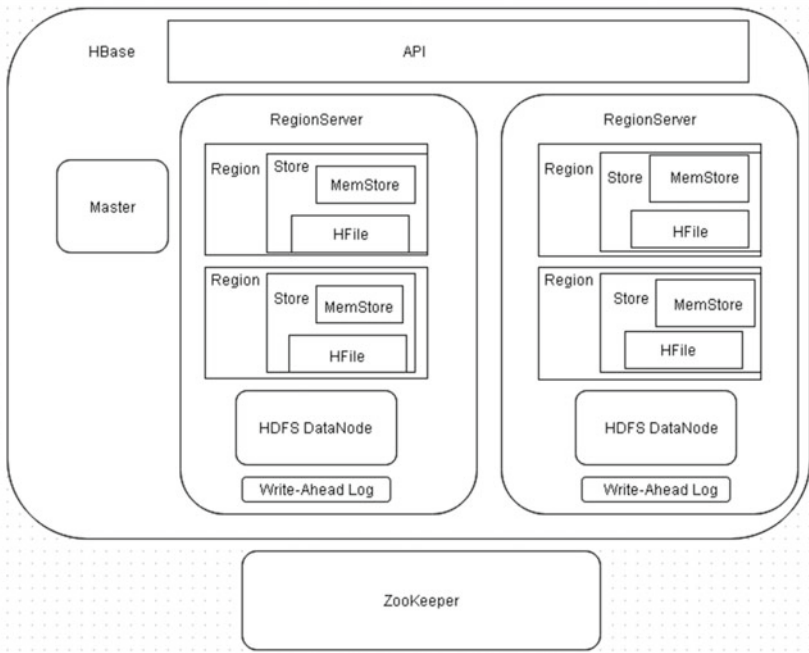 HBase
API
RegionServer
Region
Store
MemStore
HFile
Region
Store
MemStore
HFile
HDFS DataNode
Write-Ahead Log
RegionServer
Region
Store
MemStore
HFile
Region
Store
MemStore
HFile
HDFS DataNode
Write-Ahead Log
Master
ZooKeeper